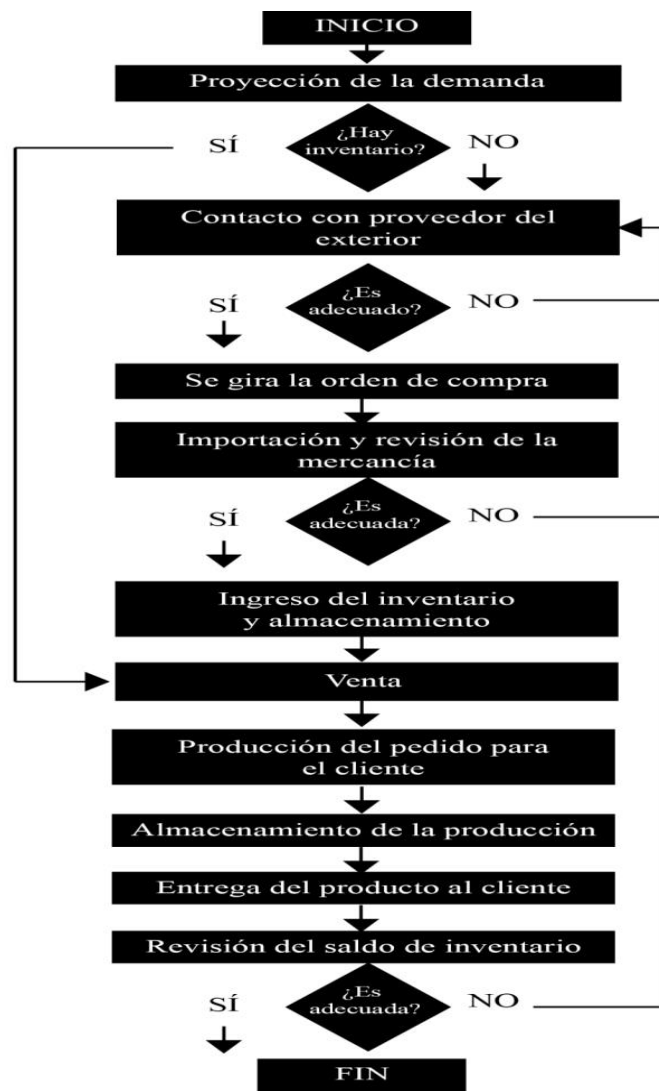 INICIO
Proyección de la demanda
¿Hay
inventario?
SÍ
NO
Contacto con proveedor del
exterior
¿Es
adecuado?
SÍ
NO
Se gira la orden de compra
Importación y revisión de la
mercancía
¿Es
adecuada?
SÍ
NO
Ingreso del inventario
y almacenamiento
Venta
Producción del pedido para
el cliente
Almacenamiento de la producción
Entrega del producto al cliente
Revisión del saldo de inventario
¿Es
adecuada?
SÍ
NO
FIN